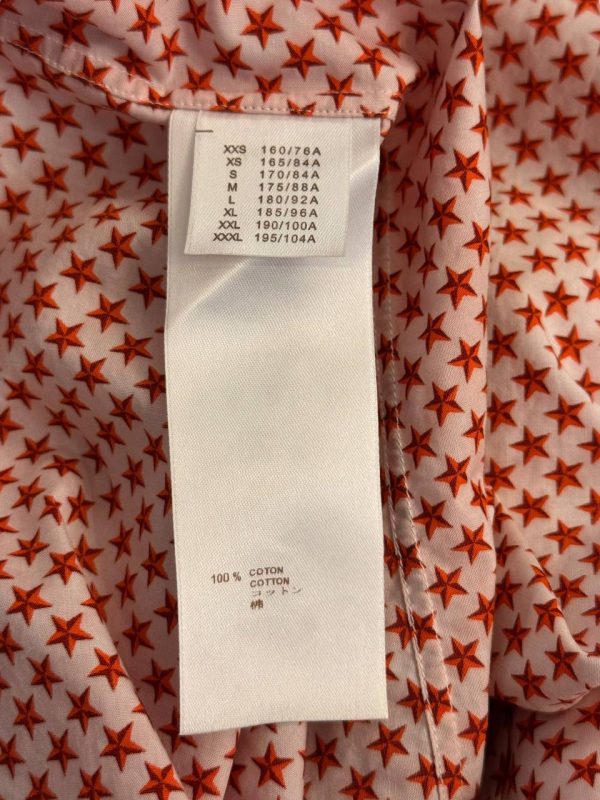 XXS 160/76A
XS 165/84A
S 170/84A
M 175/88A
L 180/92A
XL 185/96A
XXL 190/100A
XXXL 195/104A
100 % COTON
COTTON
コットン
棉